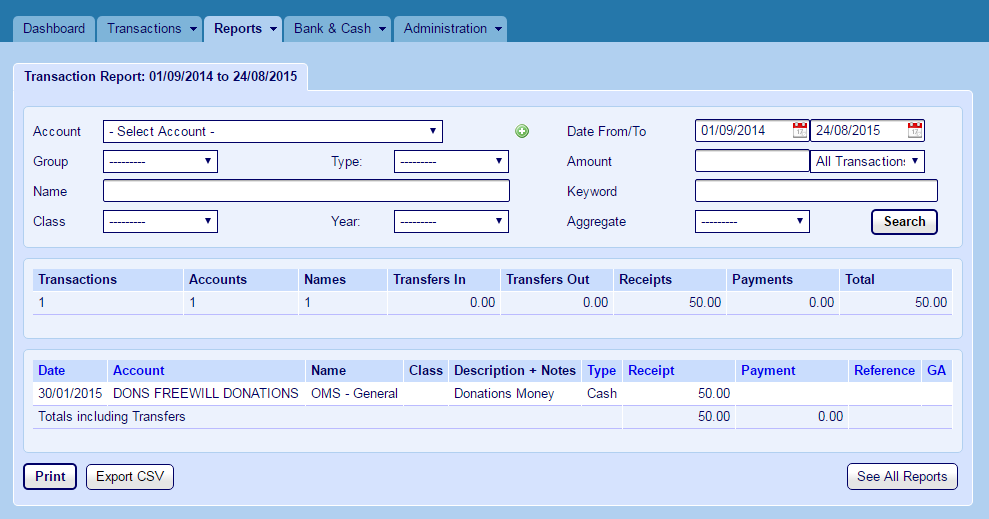 Dashboard Transactions Reports Bank & Cash Administration
Transaction Report: 01/09/2014 to 24/08/2015
Account - Select Account - Date From/To 01/09/2014 24/08/2015
Group --------- Type: --------- Amount All Transactions
Name Keyword
Class --------- Year: --------- Aggregate --------- Search
Transactions Accounts Names Transfers In Transfers Out Receipts Payments Total
1 1 1 0.00 0.00 50.00 0.00 50.00
Date Account Name Class Description + Notes Type Receipt Payment Reference GA
30/01/2015 DONS FREEWILL DONATIONS OMS - General Donations Money Cash 50.00
Totals including Transfers 50.00 0.00
Print Export CSV See All Reports